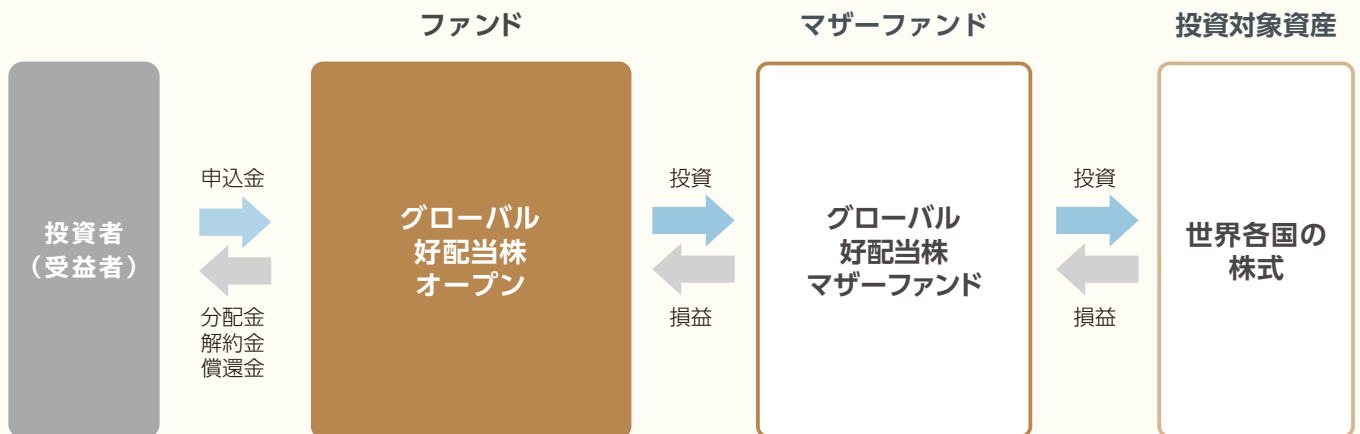 ファンド
マザーファンド
投資対象資産
投資者
（受益者）
申込金
分配金
解約金
償還金
グローバル
好配当株
オープン
投資
損益
グローバル
好配当株
マザーファンド
投資
損益
世界各国の
株式